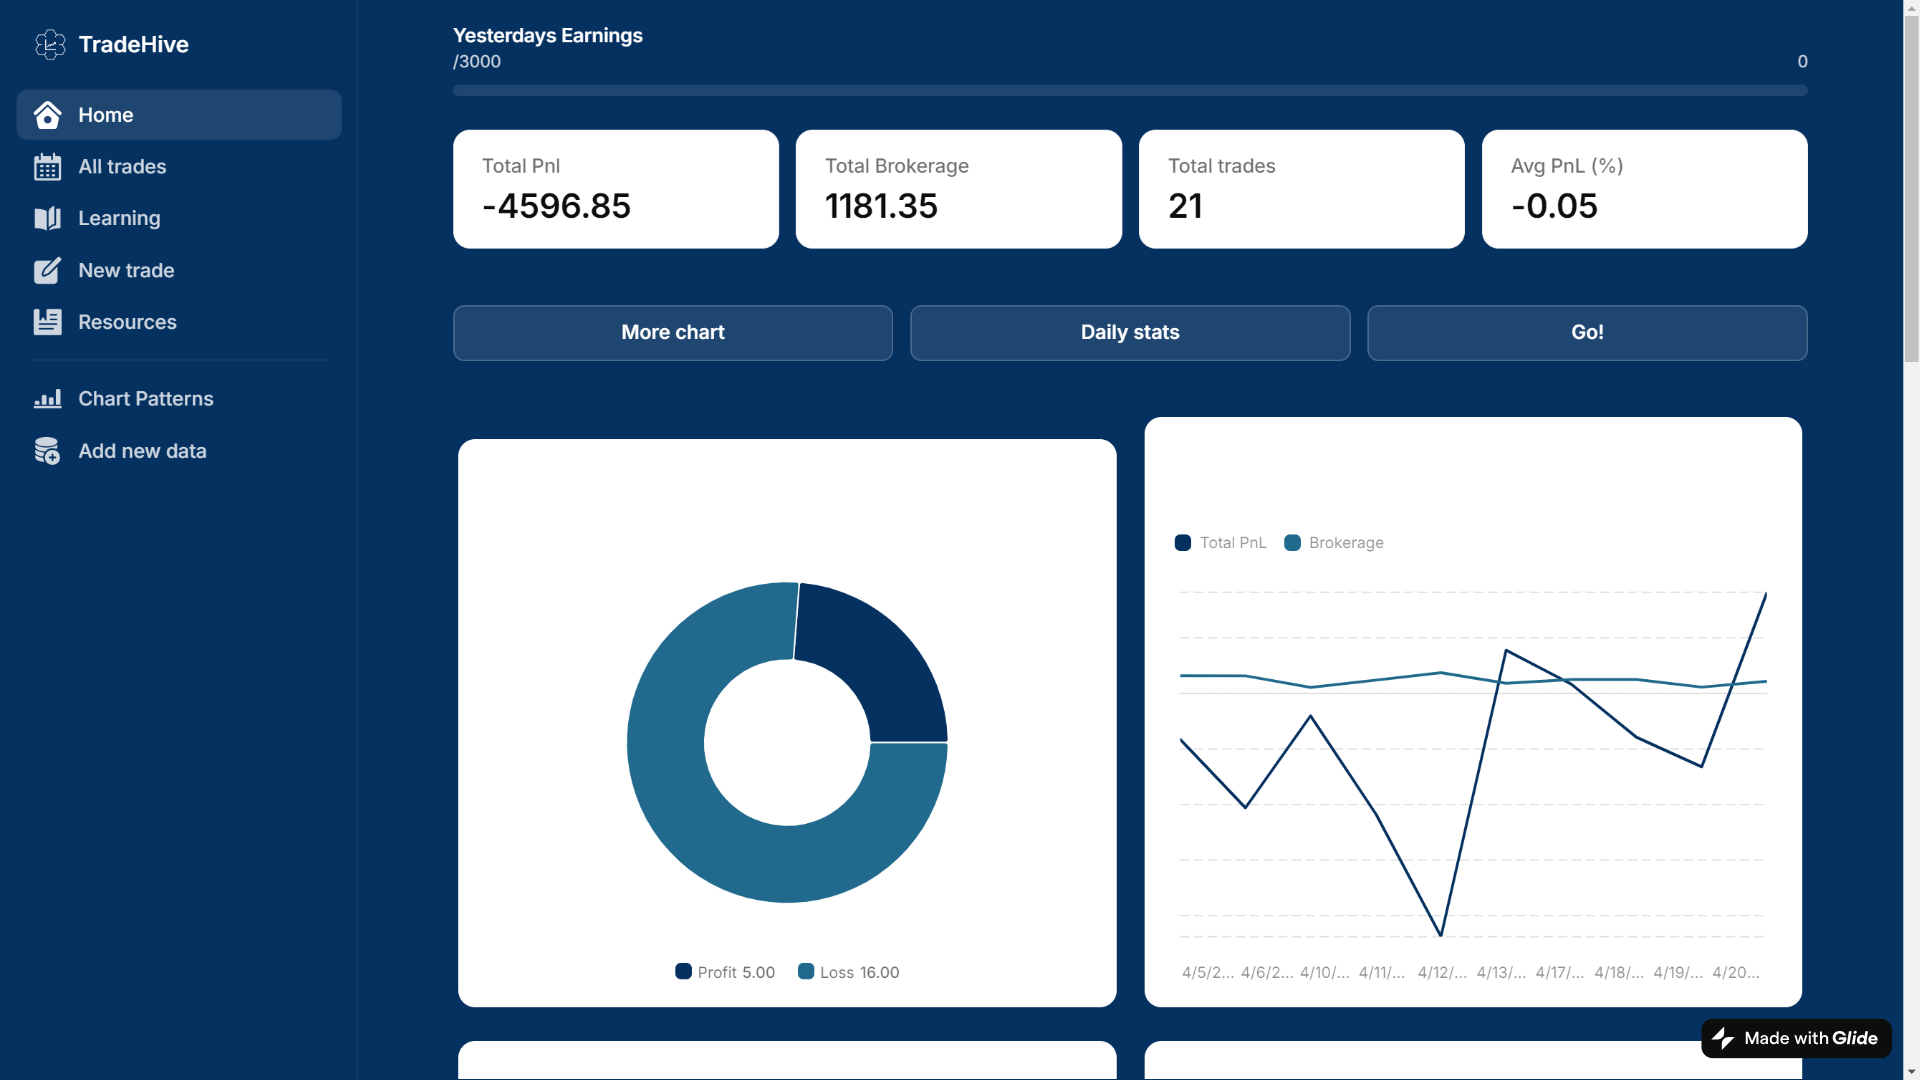 TradeHive
Home
All trades
Learning
New trade
Resources
Chart Patterns
Add new data
Yesterdays Earnings
/3000 0
Total Pnl
-4596.85
Total Brokerage
1181.35
Total trades
21
Avg PnL (%)
-0.05
More chart
Daily stats
Go!
Profit 5.00 Loss 16.00
Total PnL Brokerage
4/5/2... 4/6/2... 4/10/... 4/11/... 4/12/... 4/13/... 4/17/... 4/18/... 4/19/... 4/20...
Made with Glide